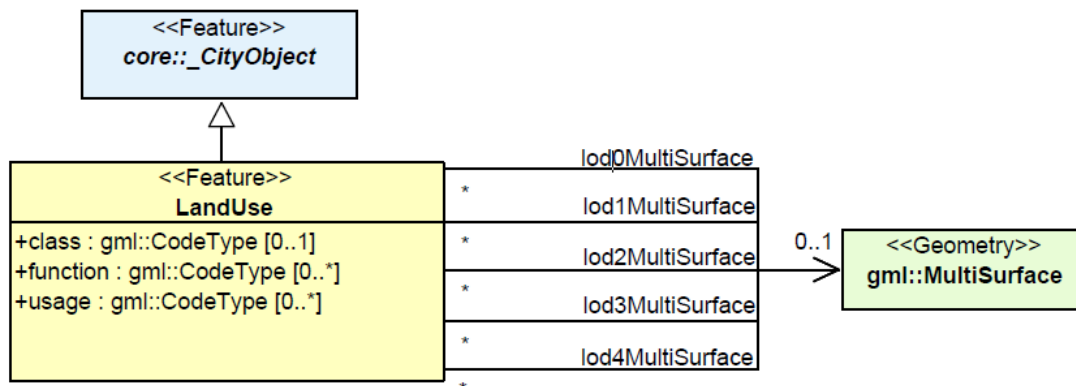 <<Feature>>
core::_CityObject
<<Feature>>
LandUse
+class : gml::CodeType [0..1]
+function : gml::CodeType [0..*]
+usage : gml::CodeType [0..*]
lod0MultiSurface
*
lod1MultiSurface
*
lod2MultiSurface
*
lod3MultiSurface
*
lod4MultiSurface
*
0..1
<<Geometry>>
gml::MultiSurface